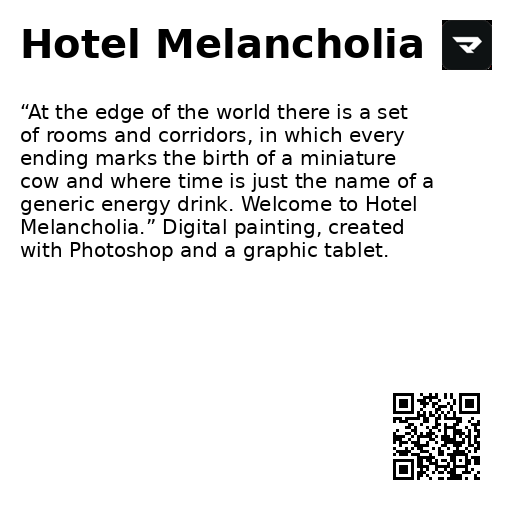 Hotel Melancholia
“At the edge of the world there is a set
of rooms and corridors, in which every
ending marks the birth of a miniature
cow and where time is just the name of a
generic energy drink. Welcome to Hotel
Melancholia.” Digital painting, created
with Photoshop and a graphic tablet.